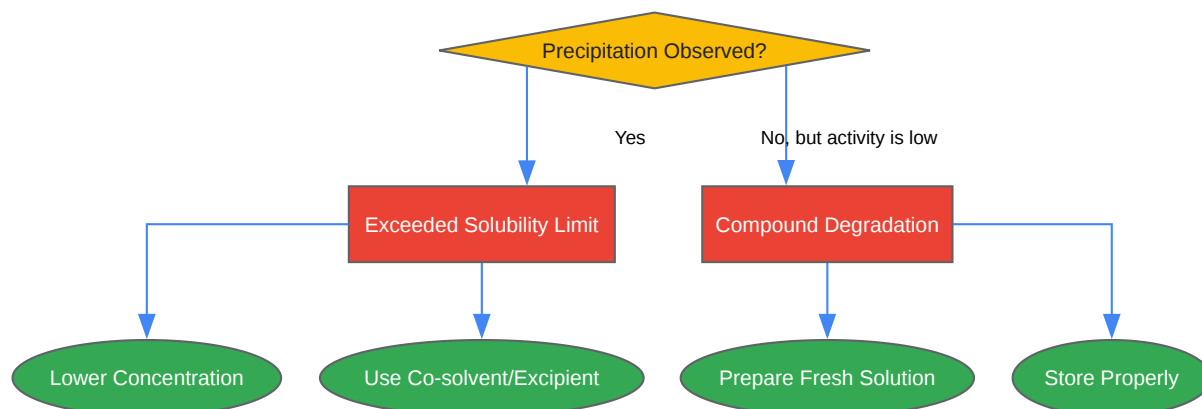 Precipitation Observed?
Yes
No, but activity is low
Exceeded Solubility Limit
Compound Degradation
Lower Concentration
Use Co-solvent/Excipient
Prepare Fresh Solution
Store Properly